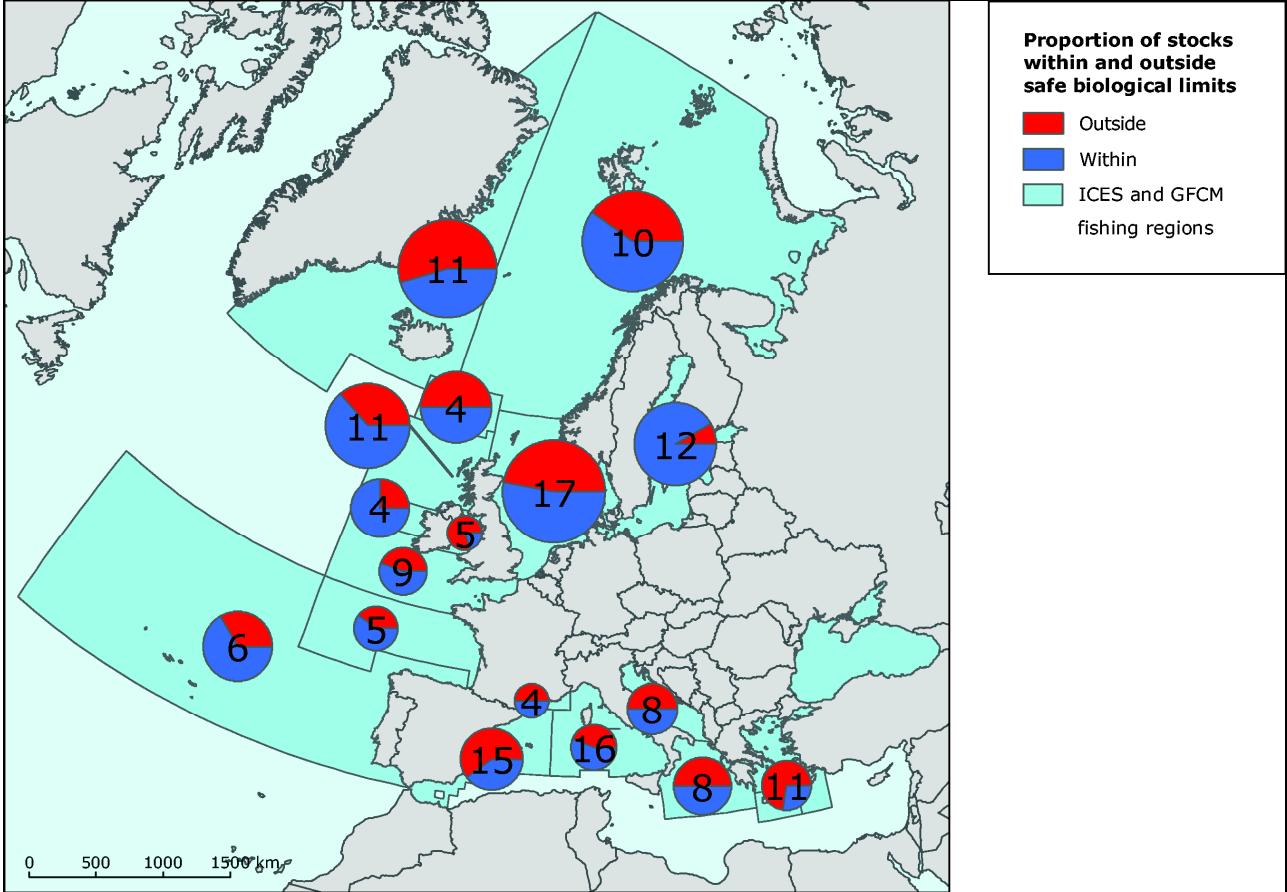 Proportion of stocks
within and outside
safe biological limits
Outside
Within
ICES and GFCM
fishing regions
10
11
4
11
12
17
4
5
9
5
6
4
8
16
15
8
11
0 500 1000 1500 km